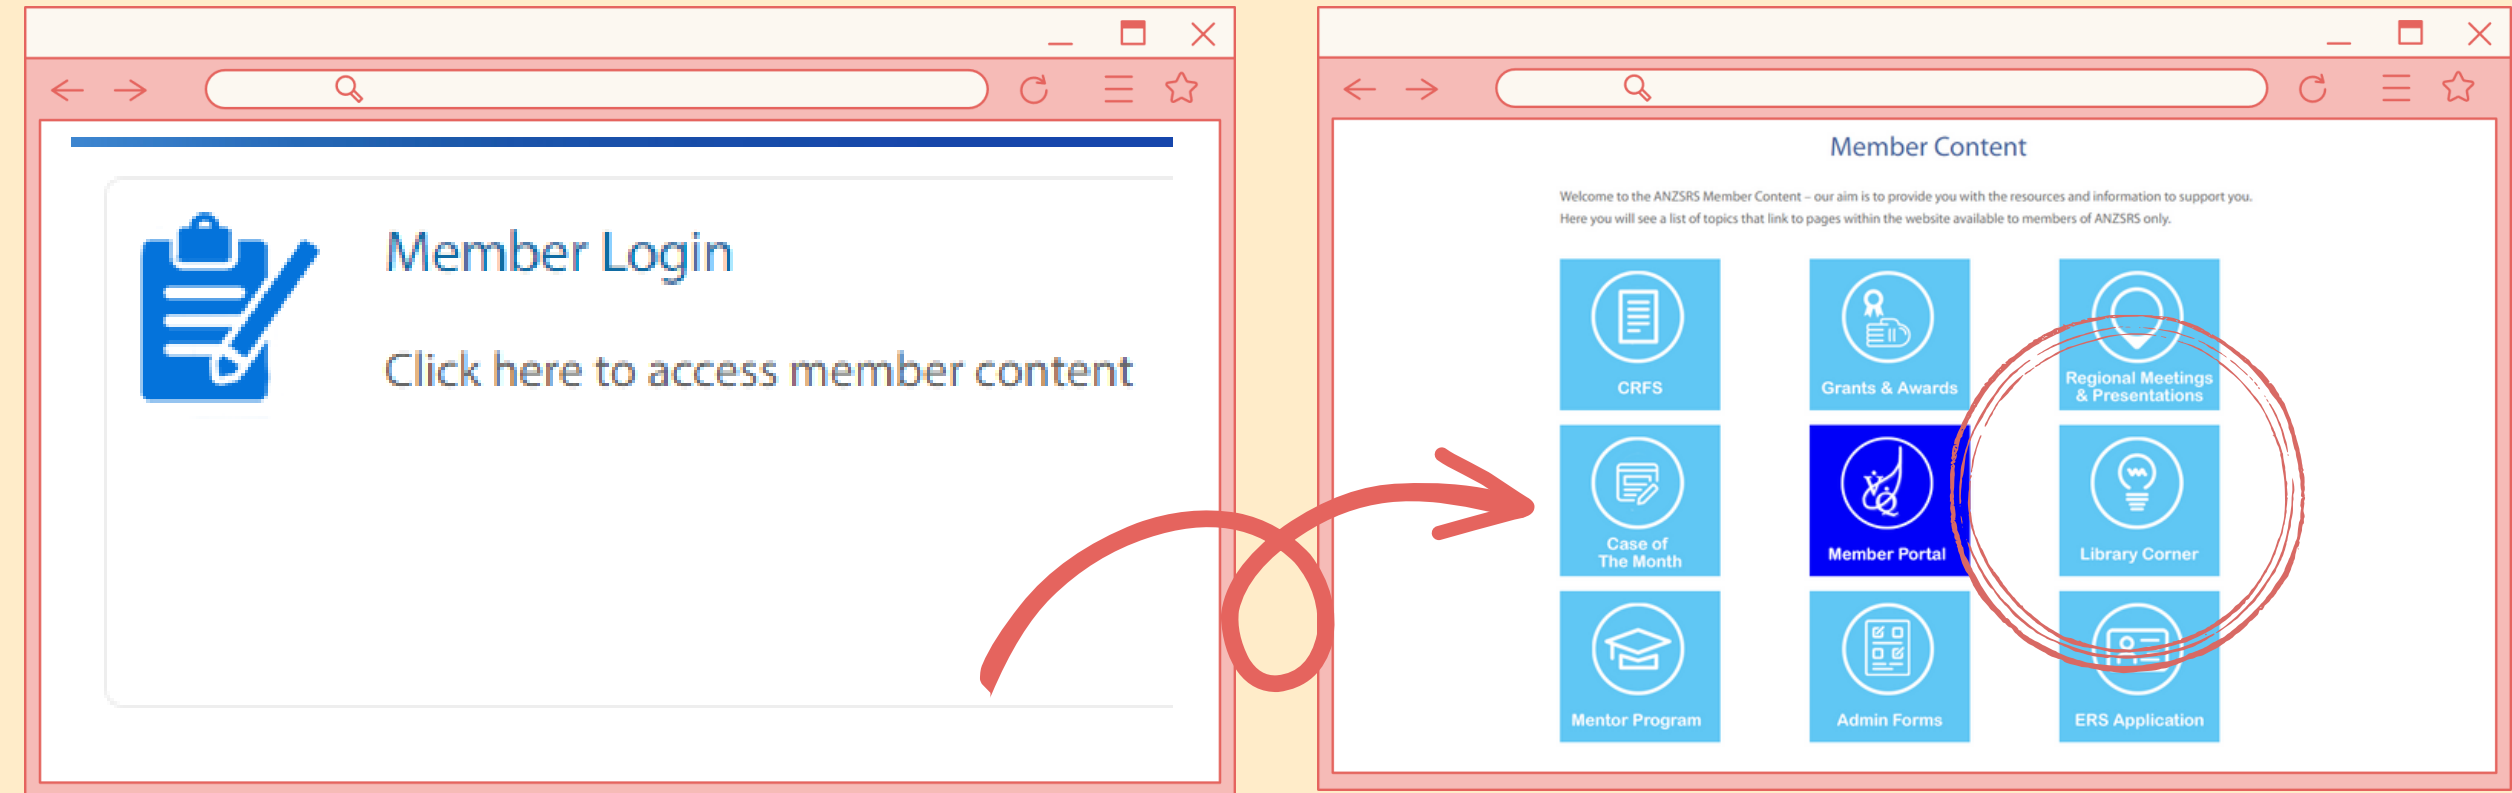 Member Login
Click here to access member content
Member Content
Welcome to the ANZSRS Member Content – our aim is to provide you with the resources and information to support you.
Here you will see a list of topics that link to pages within the website available to members of ANZSRS only.
CRFS
Grants & Awards
Regional Meetings
& Presentations
Case of
The Month
Member Portal
Library Corner
Mentor Program
Admin Forms
ERS Application